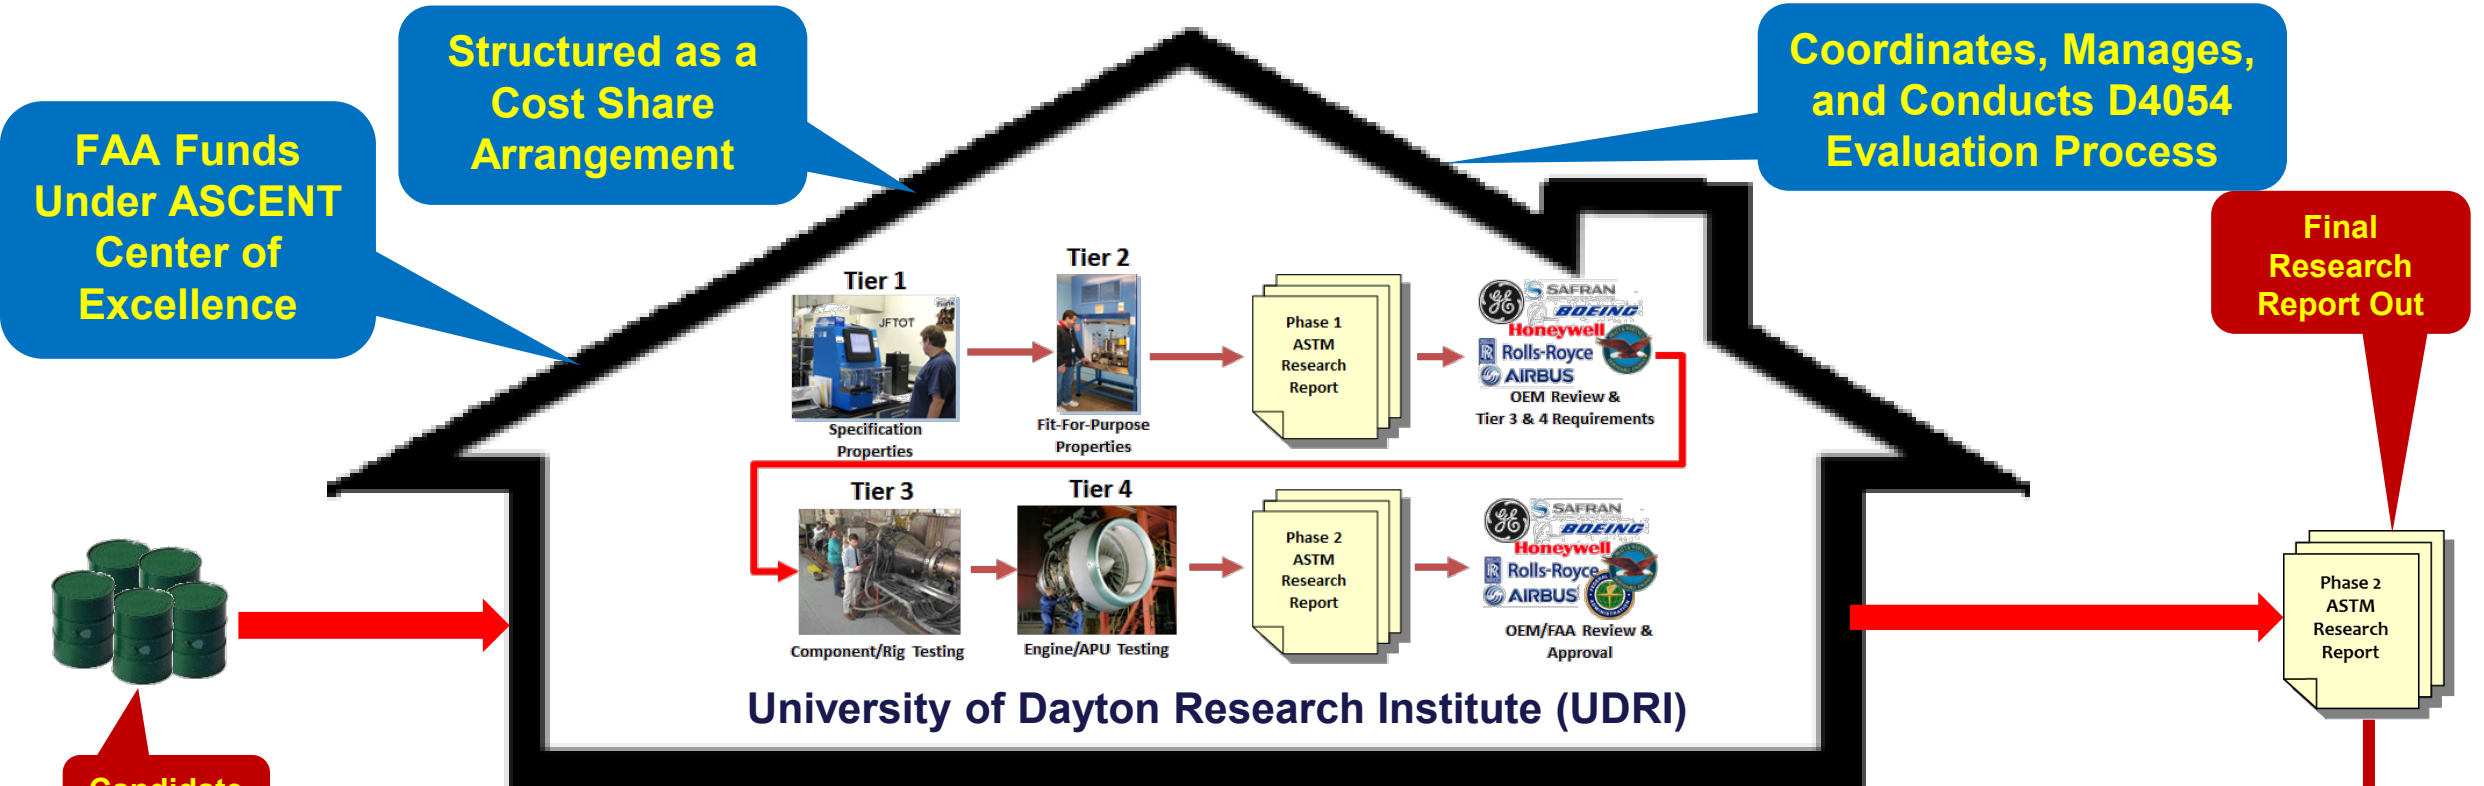 Structured as a
Cost Share
Arrangement
Coordinates, Manages,
and Conducts D4054
Evaluation Process
FAA Funds
Under ASCENT
Center of
Excellence
Final
Research
Report Out
Tier 1
JFTOT
Specification
Properties
Tier 2
Fit-For-Purpose
Properties
Phase 1
ASTM
Research
Report
GE
SAFRAN
BOEING
Honeywell
Rolls-Royce
AIRBUS
OEM Review &
Tier 3 & 4 Requirements
Tier 3
Component/Rig Testing
Tier 4
Engine/APU Testing
Phase 2
ASTM
Research
Report
GE
SAFRAN
BOEING
Honeywell
Rolls-Royce
AIRBUS
OEM/FAA Review &
Approval
University of Dayton Research Institute (UDRI)
Phase 2
ASTM
Research
Report
Candidate